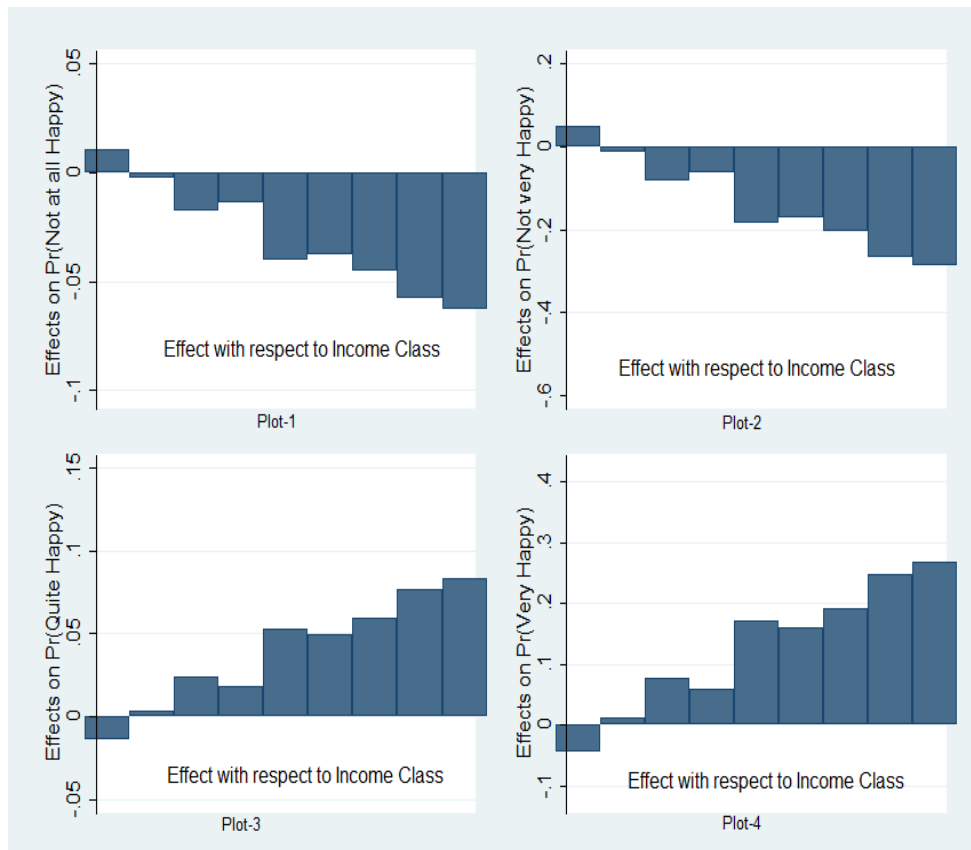 Effects on Pr(Not at all Happy)
.05
0
-.05
-.1
Effect with respect to Income Class
Plot-1
Effects on Pr(Not very Happy)
.2
0
-.2
-.4
-.6
Effect with respect to Income Class
Plot-2
Effects on Pr(Quite Happy)
.15
.1
.05
0
-.05
Effect with respect to Income Class
Plot-3
Effects on Pr(Very Happy)
.4
.3
.2
.1
0
-.1
Effect with respect to Income Class
Plot-4